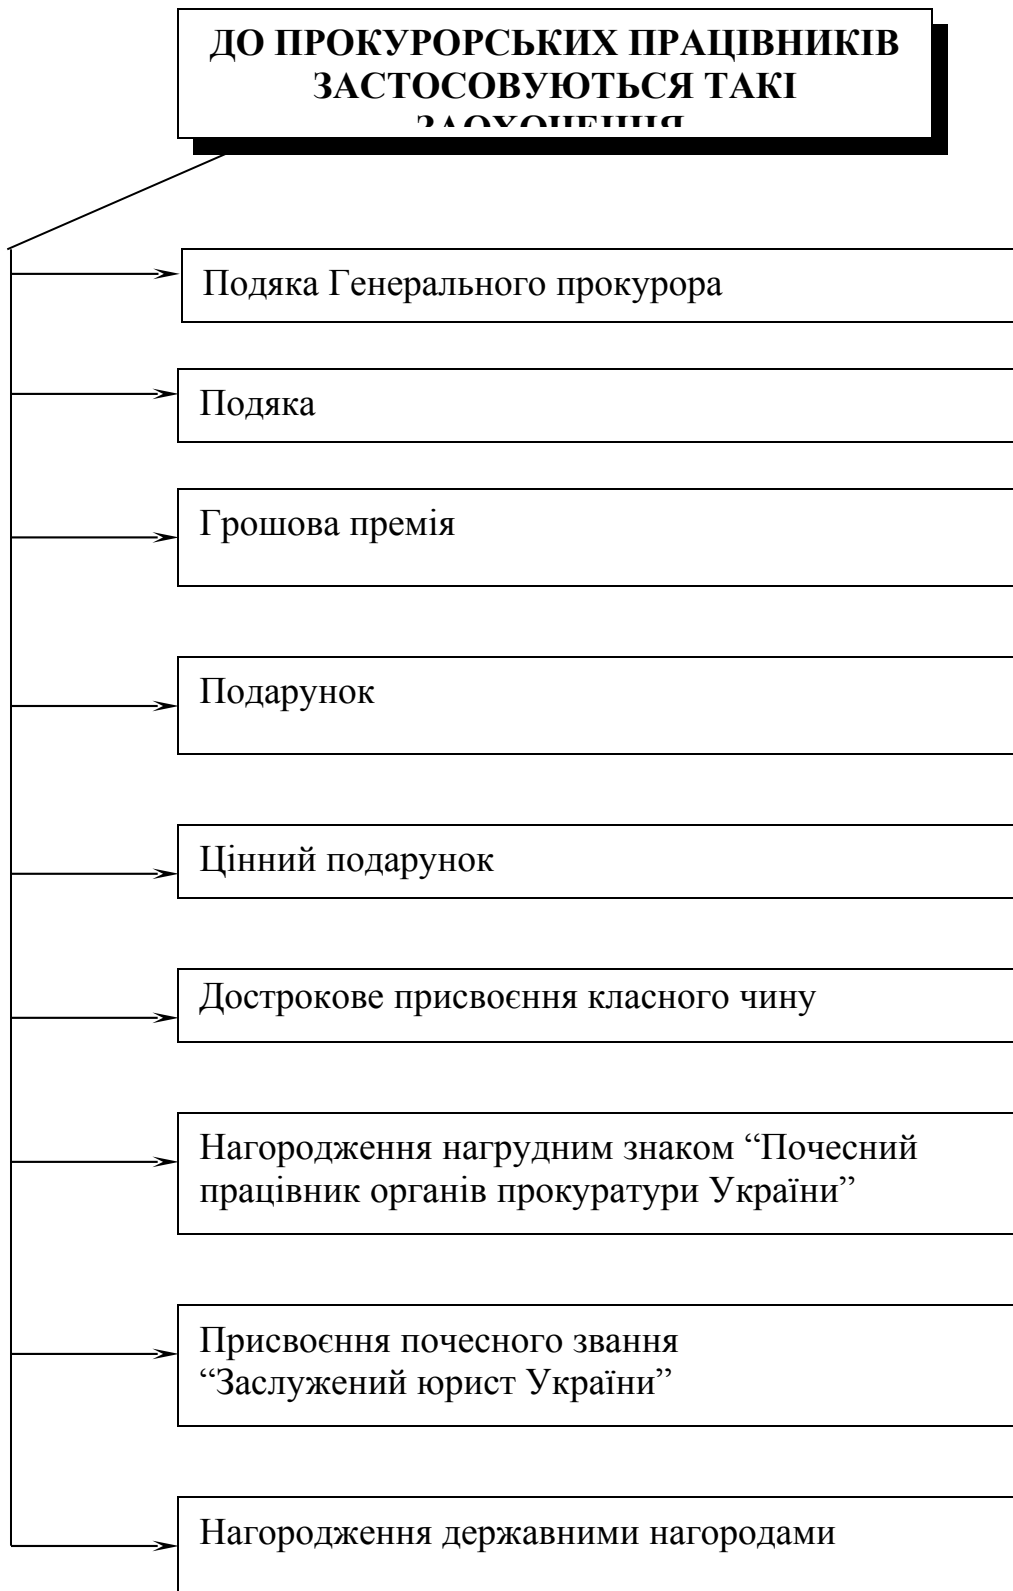 ДО ПРОКУРОРСЬКИХ ПРАЦІВНИКІВ
ЗАСТОСОВУЮТЬСЯ ТАКІ
ЗАОХОЧЕННЯ
Подяка Генерального прокурора
Подяка
Грошова премія
Подарунок
Цінний подарунок
Дострокове присвоєння класного чину
Нагородження нагрудним знаком “Почесний
працівник органів прокуратури України”
Присвоєння почесного звання
“Заслужений юрист України”
Нагородження державними нагородами